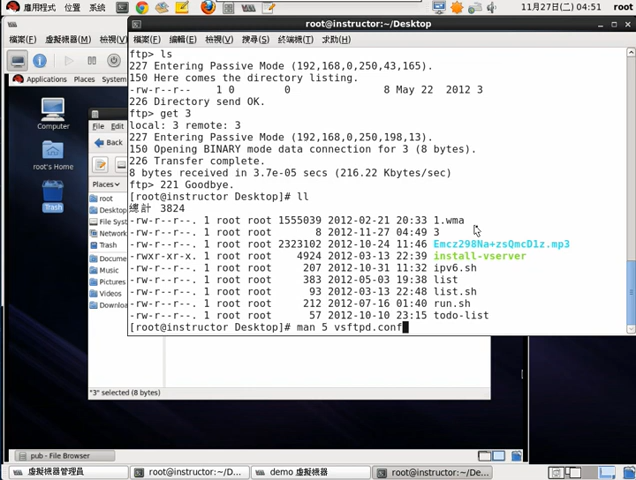 應用程式 位置 系統 11月27日(二) 04:51 root
root@instructor:~/Desktop
檔案(F) 編輯(E) 檢視(V) 搜尋(S) 終端機(T) 求助(H)
檔案(F) 虛擬機器(M) 檢視(V)
Applications Places
Computer
root's Home
Trash
File Edit
Back
Places
root
Desktop
File Sys
Network
Trash
Docume
Music
Pictures
Videos
Downloa
ftp> ls
227 Entering Passive Mode (192,168,0,250,43,165).
150 Here comes the directory listing.
-rw-r--r-- 1 0 0 8 May 22 2012 3
226 Directory send OK.
ftp> get 3
local: 3 remote: 3
227 Entering Passive Mode (192,168,0,250,198,13).
150 Opening BINARY mode data connection for 3 (8 bytes).
226 Transfer complete.
8 bytes received in 3.7e-05 secs (216.22 Kbytes/sec)
ftp> 221 Goodbye.
[root@instructor Desktop]# ll
總計 3824
-rw-r--r--. 1 root root 1555039 2012-02-21 20:33 1.wma
-rw-r--r--. 1 root root 8 2012-11-27 04:49 3
-rw-r--r--. 1 root root 2323102 2012-10-24 11:46 Emcz298Na+zsQmcD1z.mp3
-rwxr-xr-x. 1 root root 4924 2012-03-13 22:39 install-vserver
-rw-r--r--. 1 root root 207 2012-10-31 11:32 ipv6.sh
-rw-r--r--. 1 root root 383 2012-05-03 19:38 list
-rw-r--r--. 1 root root 93 2012-03-13 22:48 list.sh
-rw-r--r--. 1 root root 212 2012-07-16 01:40 run.sh
-rw-r--r--. 1 root root 57 2012-10-10 23:15 todo-list
[root@instructor Desktop]# man 5 vsftpd.conf
"3" selected (8 bytes)
pub - File Browser
虛擬機器管理員 root@instructor:~/D... demo 虛擬機器 root@instructor:~/De...